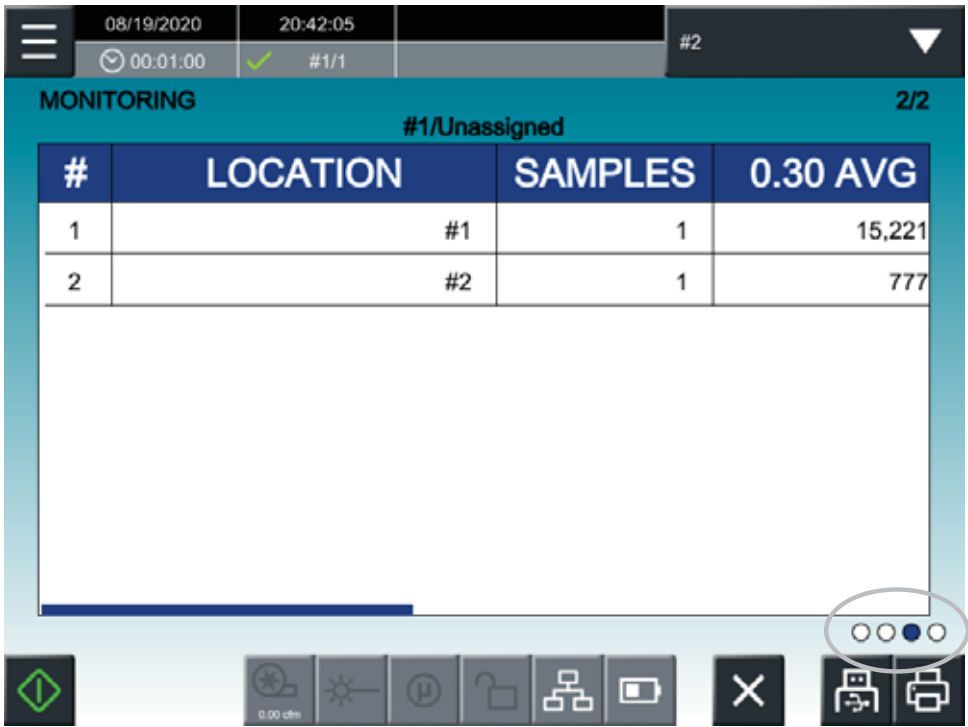 08/19/2020 20:42:05
00:01:00 #1/1 #2
MONITORING 2/2
#1/Unassigned
# LOCATION SAMPLES 0.30 AVG
1 #1 1 15,221
2 #2 1 777
µ
0.00 cfm